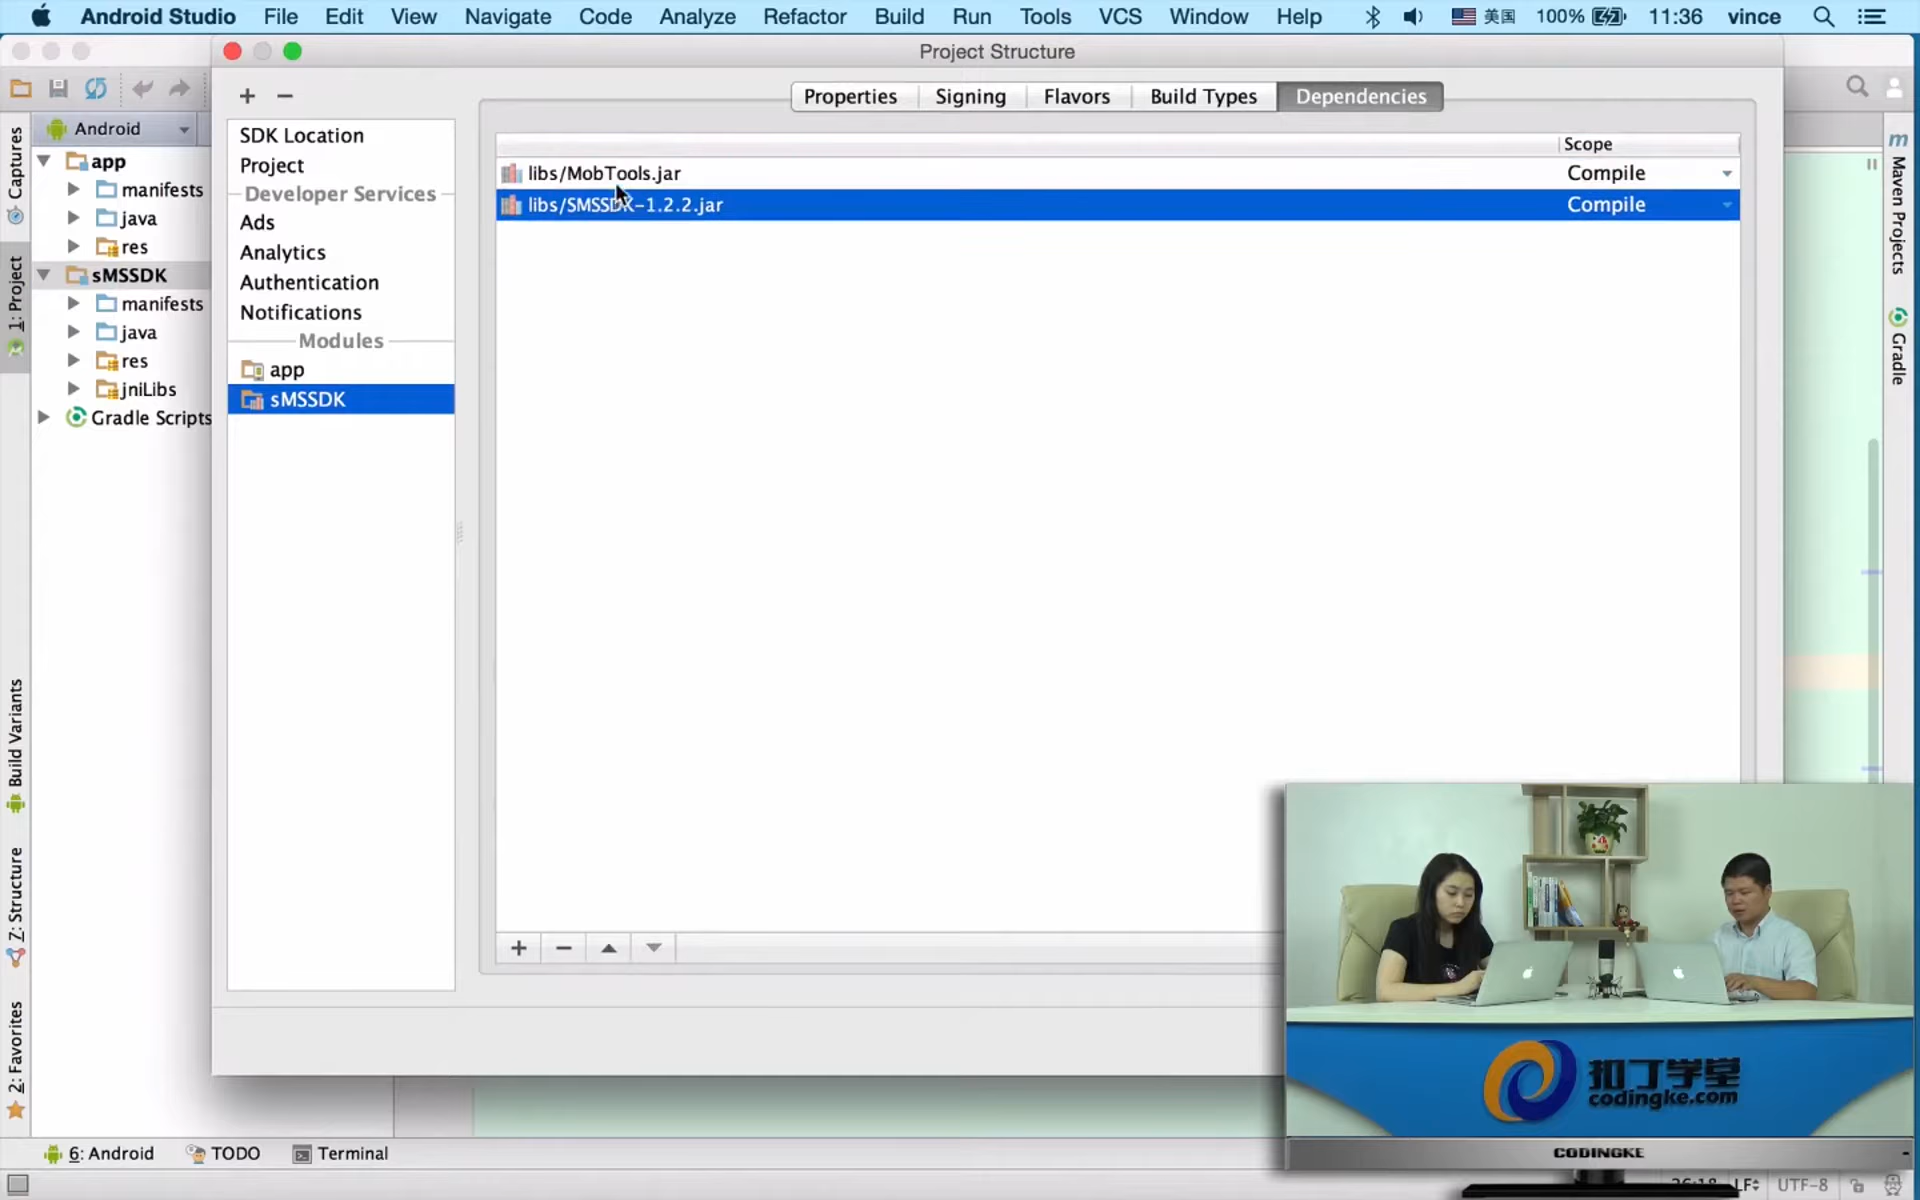 Android Studio File Edit View Navigate Code Analyze Refactor Build Run Tools VCS Window Help 美国 100% 11:36 vince
Project Structure
Properties Signing Flavors Build Types Dependencies
Android
app
manifests
java
res
sMSSDK
manifests
java
res
jniLibs
Gradle Scripts
Captures
1: Project
Build Variants
Z: Structure
2: Favorites
SDK Location
Project
Developer Services
Ads
Analytics
Authentication
Notifications
Modules
app
sMSSDK
Scope
libs/MobTools.jar Compile
libs/SMSSDK-1.2.2.jar Compile
m
Maven Projects
Gradle
扣丁学堂
codingke.com
CODINGKE
6: Android TODO Terminal
26:18 LF UTF-8